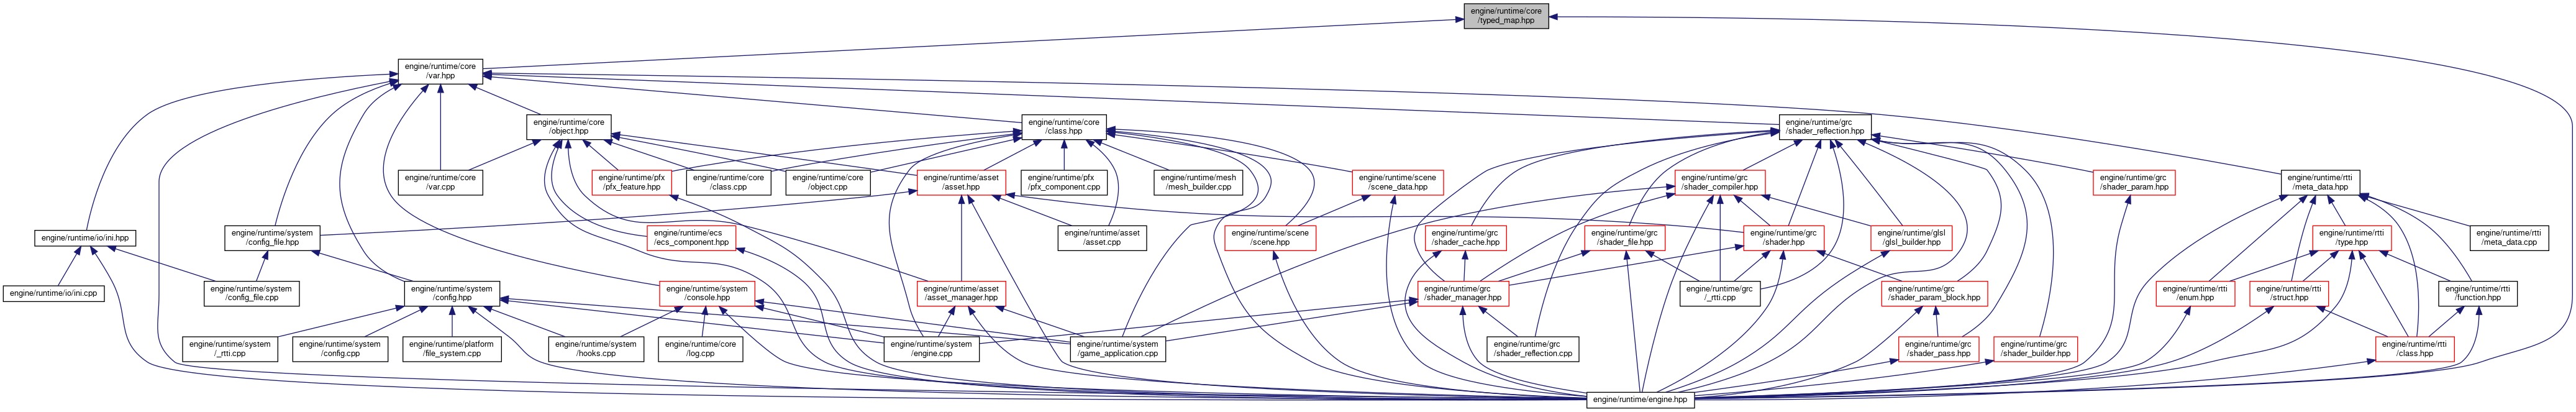 engine/runtime/core
/typed_map.hpp
engine/runtime/core
/var.hpp
engine/runtime/core
/object.hpp
engine/runtime/core
/class.hpp
engine/runtime/grc
/shader_reflection.hpp
engine/runtime/core
/var.cpp
engine/runtime/pfx
/pfx_feature.hpp
engine/runtime/core
/class.cpp
engine/runtime/core
/object.cpp
engine/runtime/asset
/asset.hpp
engine/runtime/pfx
/pfx_component.cpp
engine/runtime/mesh
/mesh_builder.cpp
engine/runtime/scene
/scene_data.hpp
engine/runtime/grc
/shader_compiler.hpp
engine/runtime/grc
/shader_param.hpp
engine/runtime/rtti
/meta_data.hpp
engine/runtime/io/ini.hpp
engine/runtime/system
/config_file.hpp
engine/runtime/ecs
/ecs_component.hpp
engine/runtime/asset
/asset.cpp
engine/runtime/scene
/scene.hpp
engine/runtime/grc
/shader_cache.hpp
engine/runtime/grc
/shader_file.hpp
engine/runtime/grc
/shader.hpp
engine/runtime/glsl
/glsl_builder.hpp
engine/runtime/rtti
/type.hpp
engine/runtime/rtti
/meta_data.cpp
engine/runtime/io/ini.cpp
engine/runtime/system
/config_file.cpp
engine/runtime/system
/config.hpp
engine/runtime/system
/console.hpp
engine/runtime/asset
/asset_manager.hpp
engine/runtime/grc
/shader_manager.hpp
engine/runtime/grc
/_rtti.cpp
engine/runtime/grc
/shader_param_block.hpp
engine/runtime/rtti
/enum.hpp
engine/runtime/rtti
/struct.hpp
engine/runtime/rtti
/function.hpp
engine/runtime/system
/_rtti.cpp
engine/runtime/system
/config.cpp
engine/runtime/platform
/file_system.cpp
engine/runtime/system
/hooks.cpp
engine/runtime/core
/log.cpp
engine/runtime/system
/engine.cpp
engine/runtime/system
/game_application.cpp
engine/runtime/grc
/shader_reflection.cpp
engine/runtime/grc
/shader_pass.hpp
engine/runtime/grc
/shader_builder.hpp
engine/runtime/rtti
/class.hpp
engine/runtime/engine.hpp